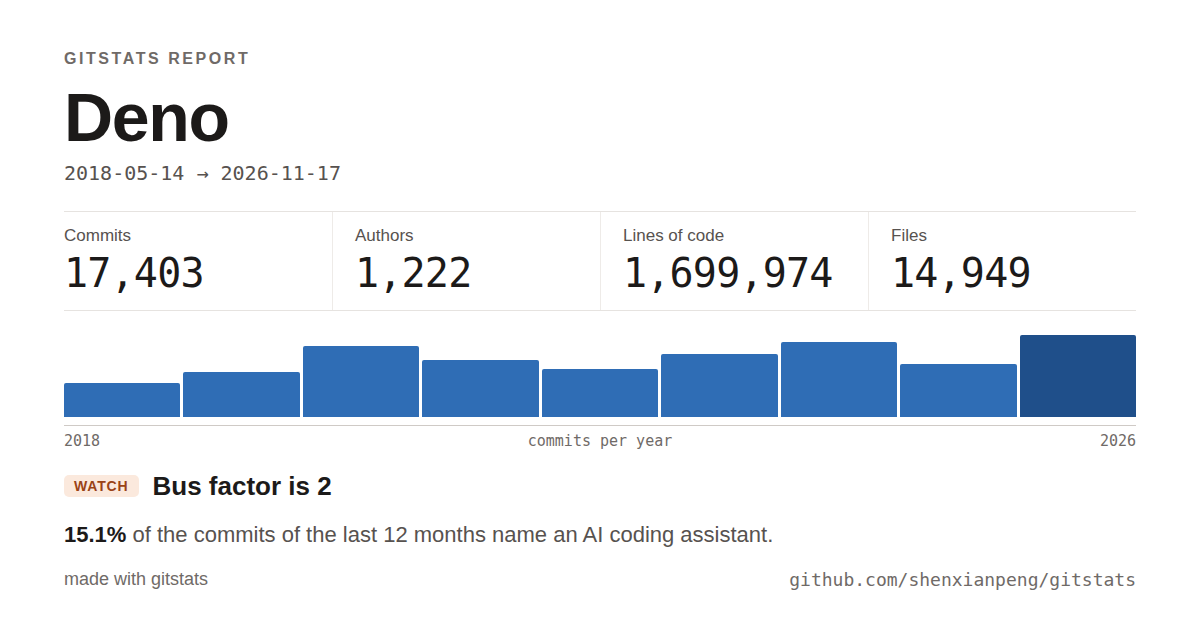 GITSTATS REPORT
Deno
2018-05-14 → 2026-11-17
Commits
17,403
Authors
1,222
Lines of code
1,699,974
Files
14,949
2018 commits per year 2026
WATCH Bus factor is 2
15.1% of the commits of the last 12 months name an AI coding assistant.
made with gitstats github.com/shenxianpeng/gitstats